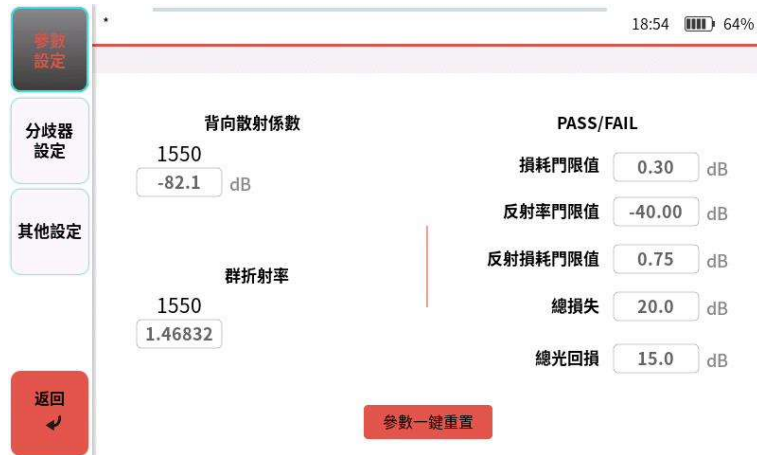 18:54 64%
參數
設定
分歧器
設定
其他設定
返回
背向散射係數
1550
-82.1 dB
群折射率
1550
1.46832
PASS/FAIL
損耗門限值 0.30 dB
反射率門限值 -40.00 dB
反射損耗門限值 0.75 dB
總損失 20.0 dB
總光回損 15.0 dB
參數一鍵重置